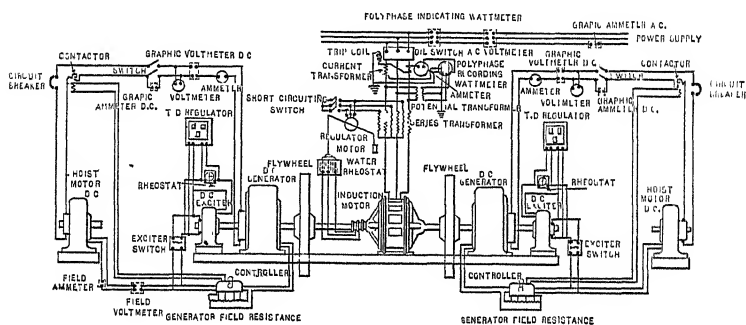 POLYPHASE INDICATING WATTMETER
GRAPIC AMMETER A.C.
POWER SUPPLY
TRIP COIL
OIL SWITCH
A C VOLTMETER
CURRENT
TRANSFORMER
POLYPHASE
RECORDING
WATTMETER
AMMETER
POTENTIAL TRANSFORMER
SERIES TRANSFORMER
CONTACTOR
GRAPHIC VOLTMETER D C
SWITCH
CIRCUIT
BREAKER
GRAPIC
AMMETER D.C.
VOLTMETER
AMMETER
T.D REGULATOR
SHORT CIRCUITING
SWITCH
REGULATOR
MOTOR
WATER
RHEOSTAT
GRAPHIC
VOLTMETER D.C
CONTACTOR
SWITCH
AMMETER
VOLTMETER
GRAPHIC
AMMETER D.C.
CIRCUIT
BREAKER
T.D REGULATOR
HOIST
MOTOR
D.C
RHEOSTAT
D C
EXCITER
D C
GENERATOR
FLYWHEEL
INDUCTION
MOTOR
FLYWHEEL
D C
GENERATOR
D C
EXCITER
RHEOLTAT
HOIST
MOTOR
D.C.
EXCITER
SWITCH
EXCITER
SWITCH
FIELD
AMMETER
FIELD
VOLTMETER
CONTROLLER
GENERATOR FIELD RESISTANCE
CONTROLLER
GENERATOR FIELD RESISTANCE